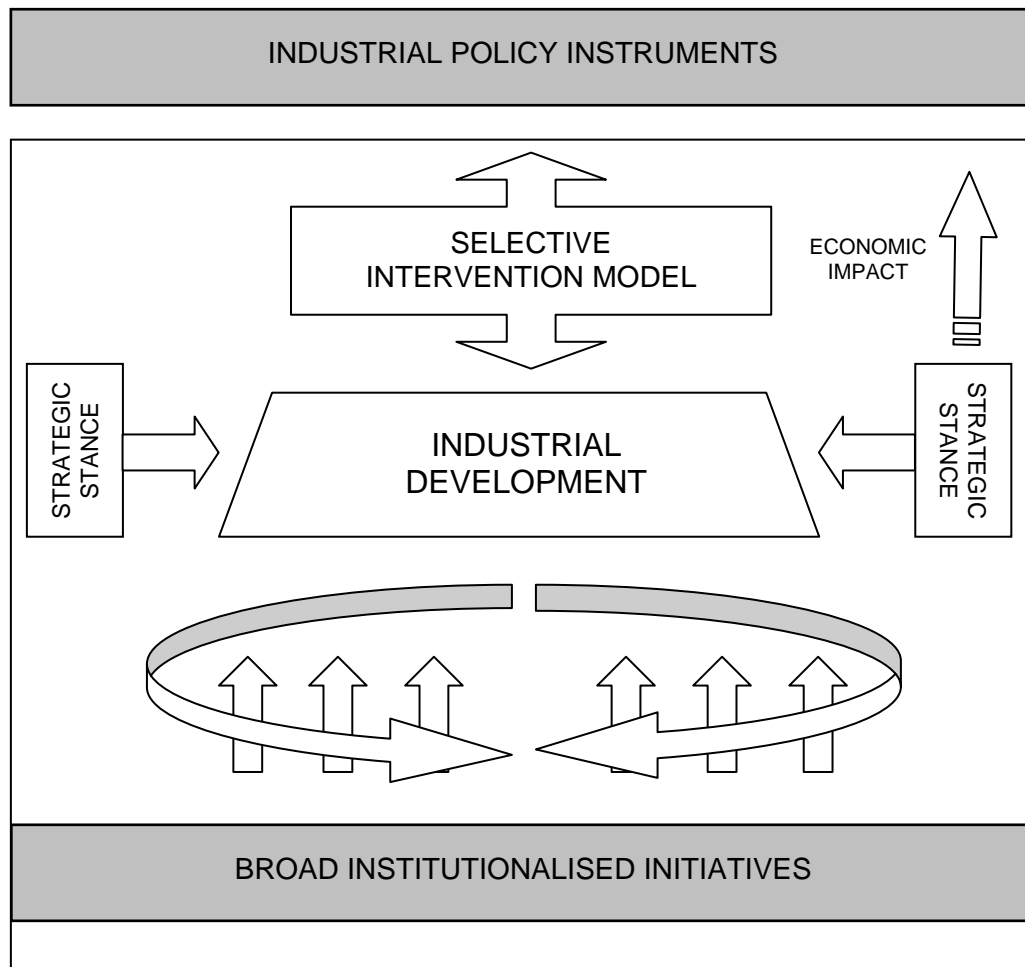 INDUSTRIAL POLICY INSTRUMENTS
SELECTIVE
INTERVENTION MODEL
ECONOMIC
IMPACT
STRATEGIC
STANCE
INDUSTRIAL
DEVELOPMENT
STRATEGIC
STANCE
BROAD INSTITUTIONALISED INITIATIVES